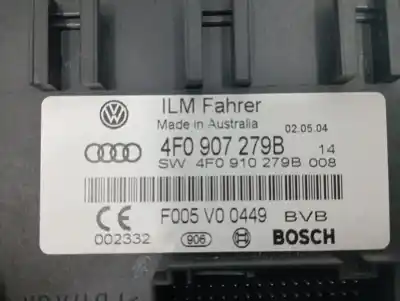 ILM Fahrer
Made in Australia 02.05.04
4F0 907 279B 14
SW 4F0 910 279B 008
CE F005 V0 0449 BVB
002332 906 BOSCH